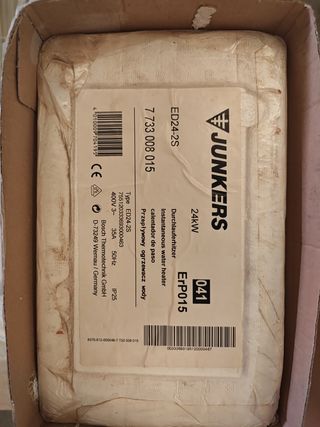 JUNKERS
ED24-2S
7 733 008 015
24kW
Durchlauferhitzer
Instantaneous water heater
calentador de paso
Przepływowy ogrzewacz wody
041
ErP015
Type ED24-2S
400V 3~ 35A 50Hz IP25
Bosch Thermotechnik GmbH
D-73249 Wernau / Germany